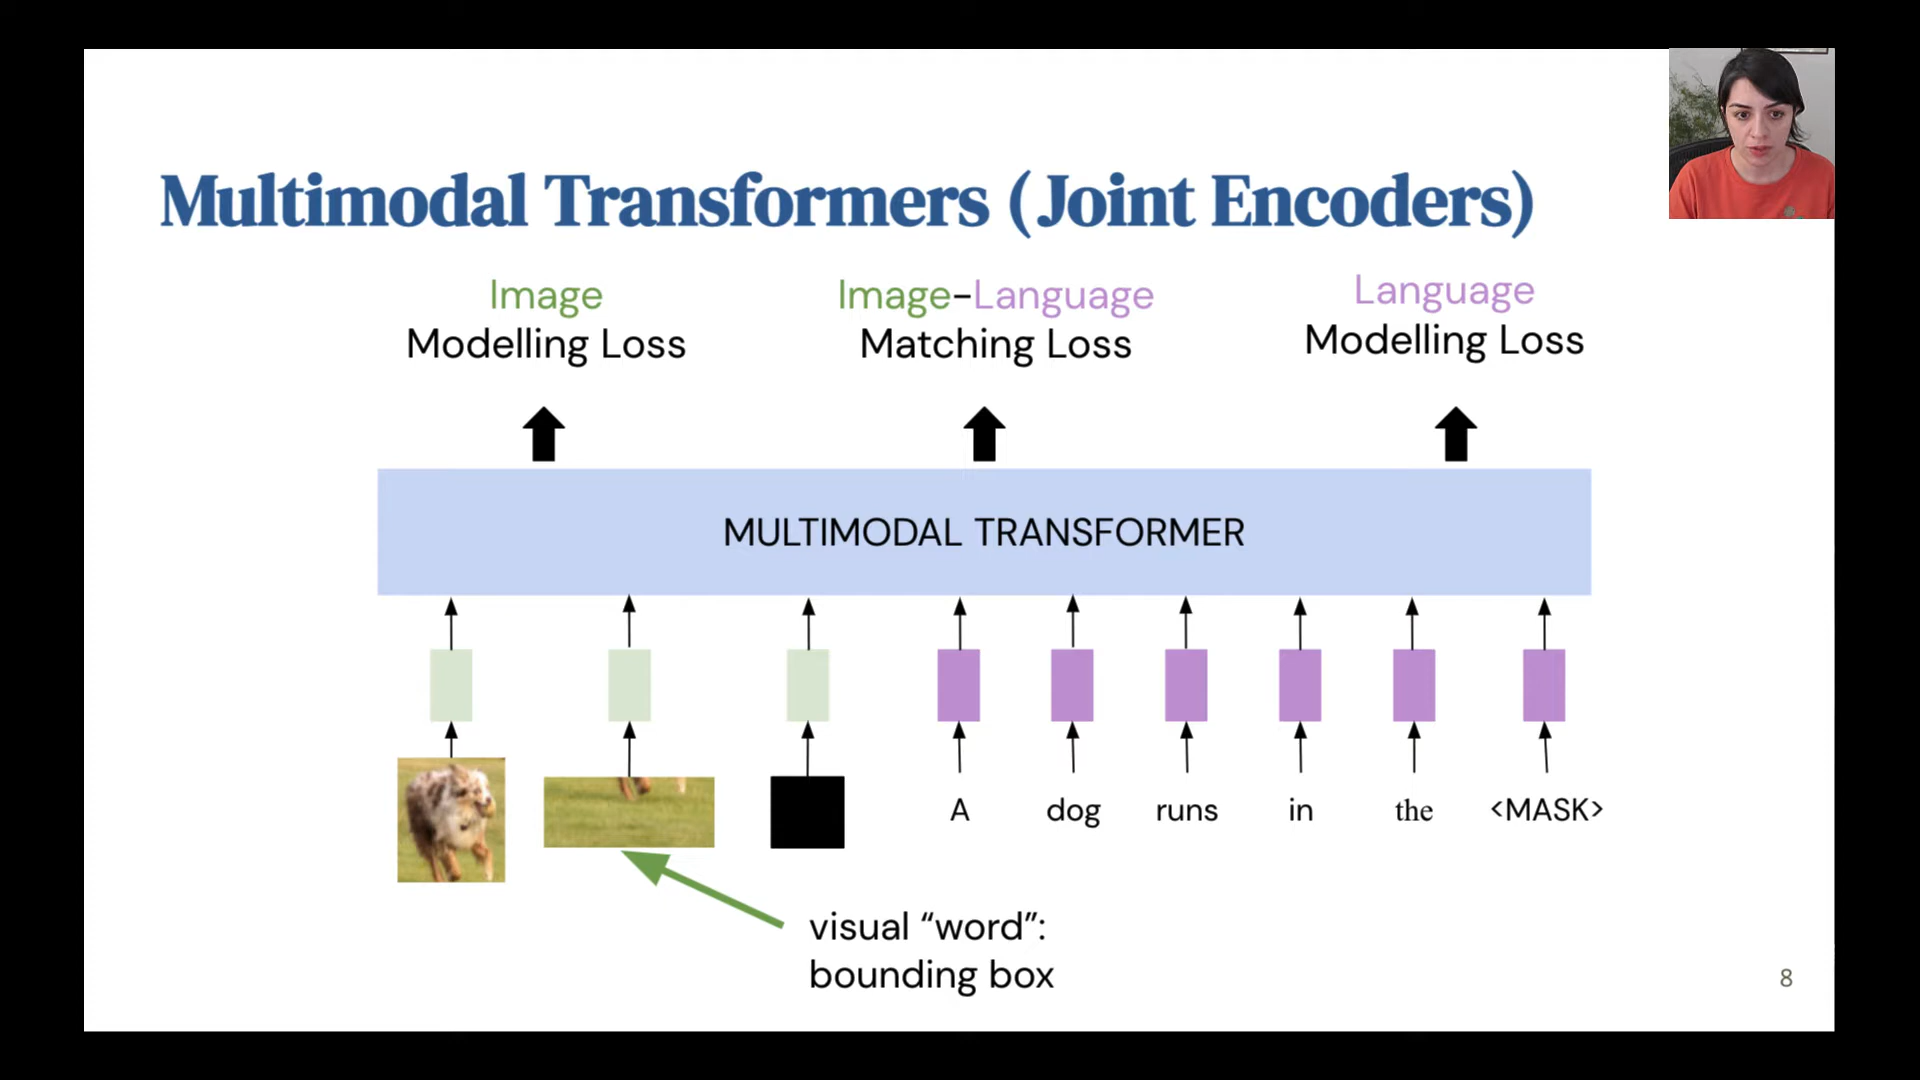 Multimodal Transformers (Joint Encoders)
Image
Modelling Loss
Image-Language
Matching Loss
Language
Modelling Loss
MULTIMODAL TRANSFORMER
A dog runs in the <MASK>
visual “word”:
bounding box
8